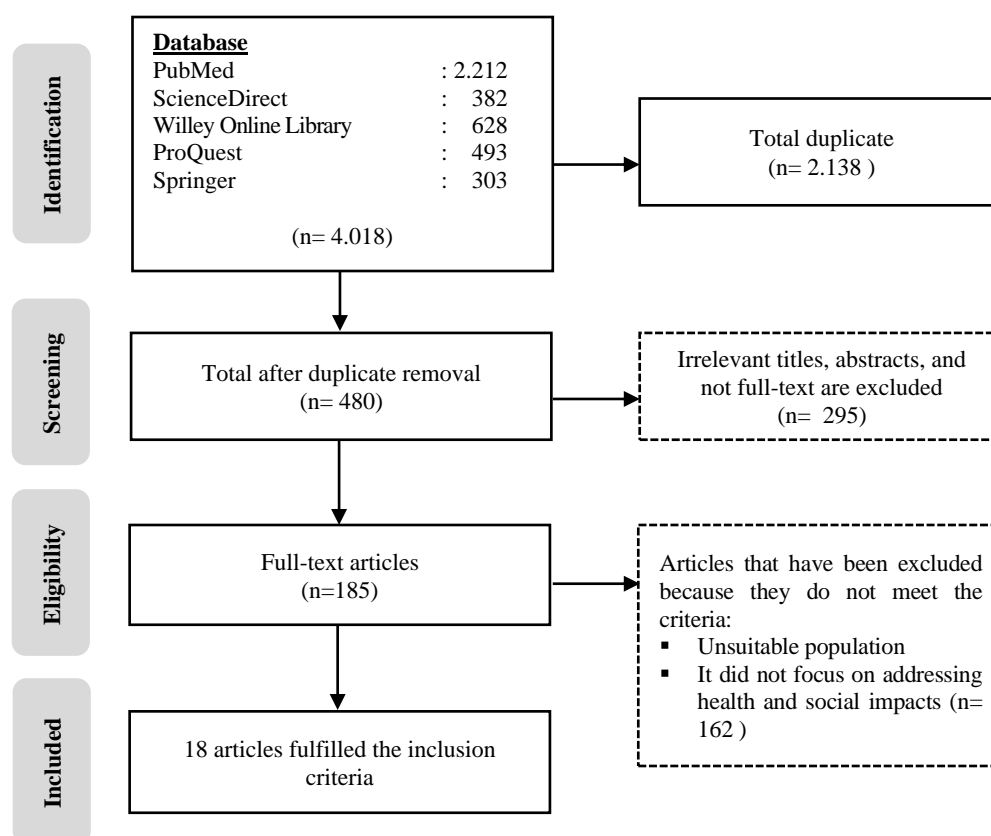 Identification
Database
PubMed : 2.212
ScienceDirect : 382
Willey Online Library : 628
ProQuest : 493
Springer : 303
(n= 4.018)
Total duplicate
(n= 2.138 )
Screening
Total after duplicate removal
(n= 480)
Irrelevant titles, abstracts, and
not full-text are excluded
(n= 295)
Eligibility
Full-text articles
(n=185)
Articles that have been excluded
because they do not meet the
criteria:
▪ Unsuitable population
▪ It did not focus on addressing
health and social impacts (n=
162 )
Included
18 articles fulfilled the inclusion
criteria